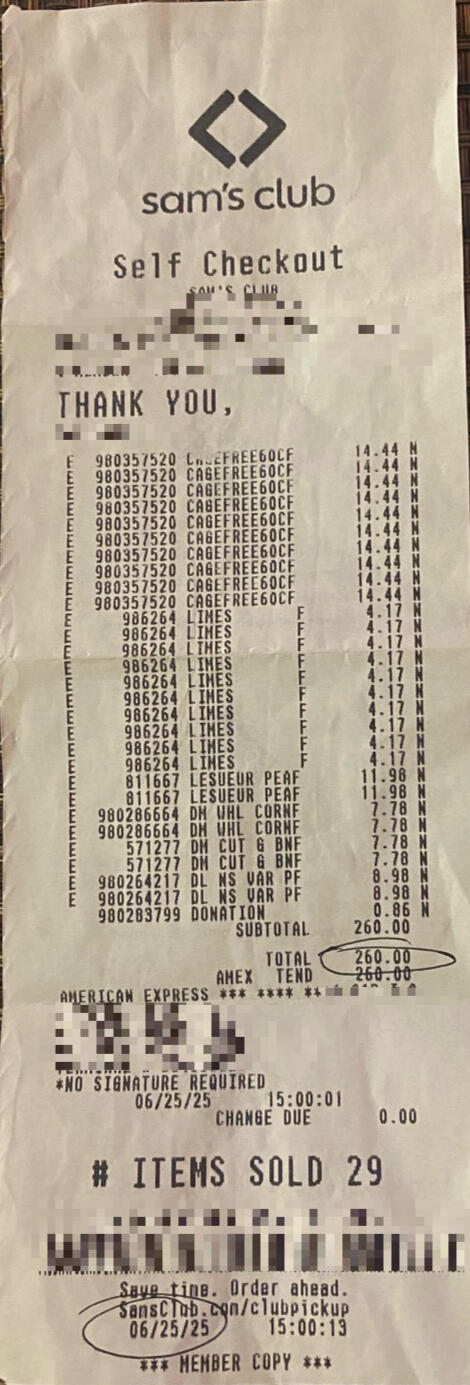 sam's club
Self Checkout
SAM'S CLUB
THANK YOU,
E 980357520 CAGEFREE60CF 14.44 N
E 980357520 CAGEFREE60CF 14.44 N
E 980357520 CAGEFREE60CF 14.44 N
E 980357520 CAGEFREE60CF 14.44 N
E 980357520 CAGEFREE60CF 14.44 N
E 980357520 CAGEFREE60CF 14.44 N
E 980357520 CAGEFREE60CF 14.44 N
E 980357520 CAGEFREE60CF 14.44 N
E 980357520 CAGEFREE60CF 14.44 N
E 980357520 CAGEFREE60CF 14.44 N
E 986264 LIMES F 4.17 N
E 986264 LIMES F 4.17 N
E 986264 LIMES F 4.17 N
E 986264 LIMES F 4.17 N
E 986264 LIMES F 4.17 N
E 986264 LIMES F 4.17 N
E 986264 LIMES F 4.17 N
E 986264 LIMES F 4.17 N
E 986264 LIMES F 4.17 N
E 986264 LIMES F 4.17 N
E 811667 LESUEUR PEAF 11.98 N
E 811667 LESUEUR PEAF 11.98 N
E 980286664 DM WHL CORNF 7.78 N
E 980286664 DM WHL CORNF 7.78 N
E 571277 DM CUT G BNF 7.78 N
E 571277 DM CUT G BNF 7.78 N
E 980264217 DL NS VAR PF 8.98 N
E 980264217 DL NS VAR PF 8.98 N
980283799 DONATION 0.86 N
SUBTOTAL 260.00
TOTAL 260.00
AMEX TEND 260.00
AMERICAN EXPRESS *** **** **
*NO SIGNATURE REQUIRED
06/25/25 15:00:01
CHANGE DUE 0.00
# ITEMS SOLD 29
Save time. Order ahead.
SamsClub.com/clubpickup
06/25/25 15:00:13
*** MEMBER COPY ***